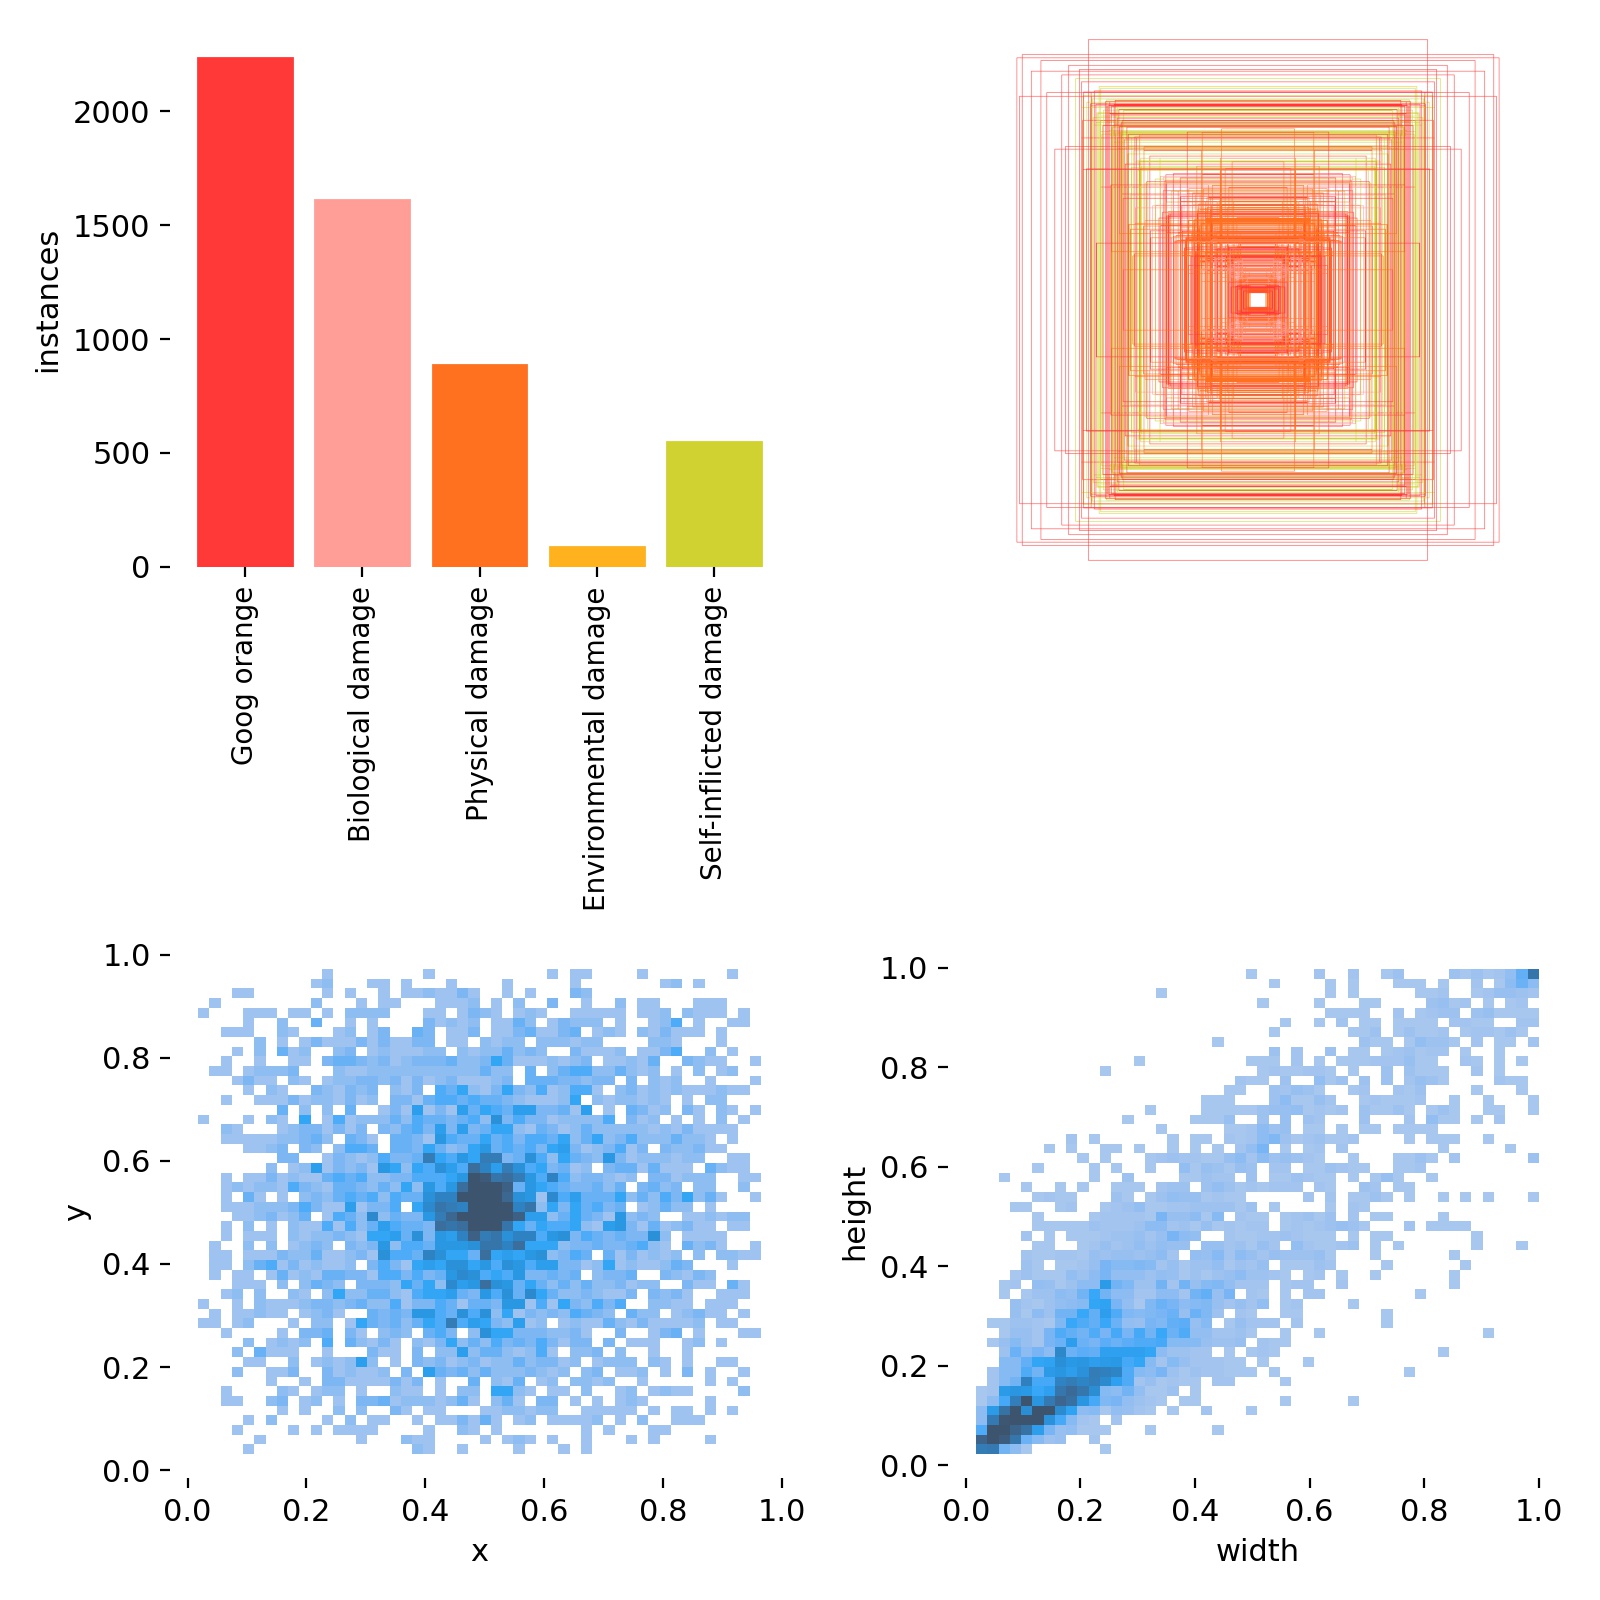 instances
2000
1500
1000
500
0
Goog orange
Biological damage
Physical damage
Environmental damage
Self-inflicted damage
y
1.0
0.8
0.6
0.4
0.2
0.0
0.0 0.2 0.4 0.6 0.8 1.0
x
height
1.0
0.8
0.6
0.4
0.2
0.0
0.0 0.2 0.4 0.6 0.8 1.0
width